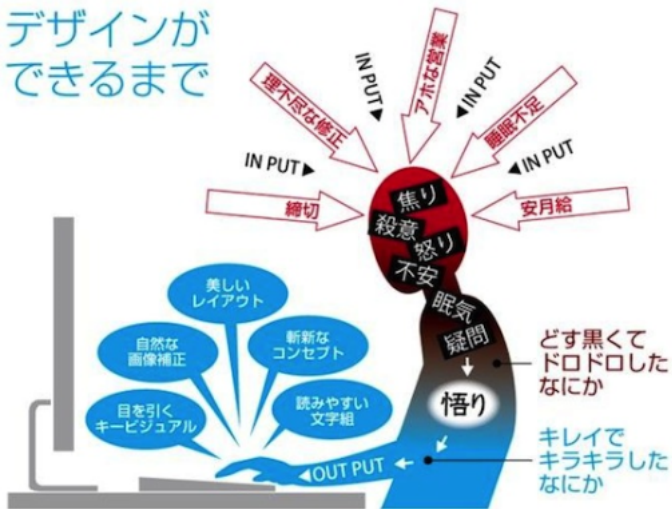 デザインが
できるまで
IN PUT
アホな営業
IN PUT
理不尽な修正
睡眠不足
IN PUT
IN PUT
締切
安月給
焦り
殺意
怒り
不安
眠気
疑問
悟り
OUT PUT
美しい
レイアウト
自然な
画像補正
斬新な
コンセプト
目を引く
キービジュアル
読みやすい
文字組
どす黒くて
ドロドロした
なにか
キレイで
キラキラした
なにか